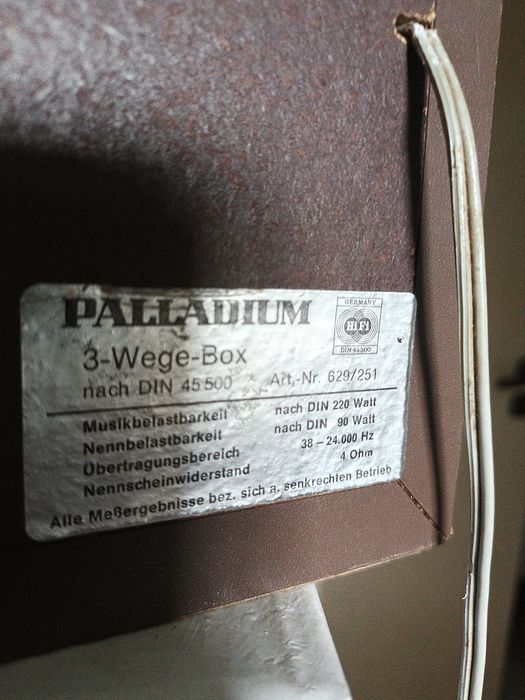 PALLADIUM
GERMANY
HiFi
DIN 45500
3-Wege-Box
nach DIN 45 500 Art,-Nr. 629/251
Musikbelastbarkeit nach DIN 220 Watt
Nennbelastbarkeit nach DIN 90 Watt
Übertragungsbereich 38 – 24.000 Hz
Nennscheinwiderstand 4 Ohm
Alle Meßergebnisse bez. sich a. senkrechten Betrieb